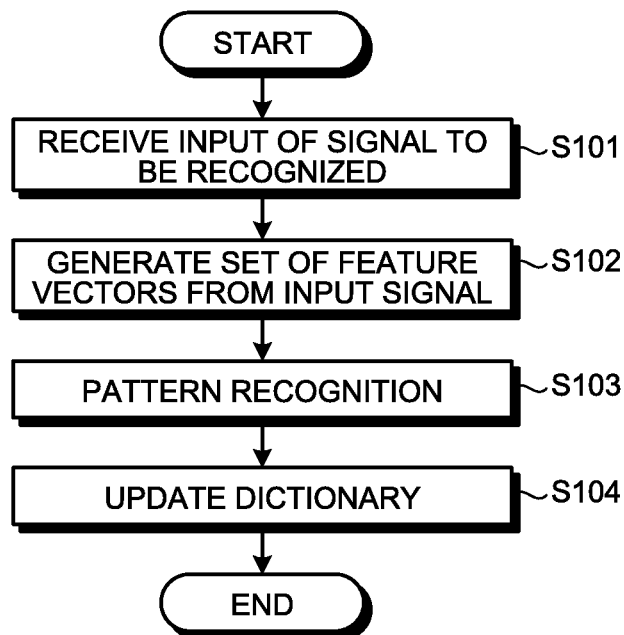 START
RECEIVE INPUT OF SIGNAL TO
BE RECOGNIZED
S101
GENERATE SET OF FEATURE
VECTORS FROM INPUT SIGNAL
S102
PATTERN RECOGNITION
S103
UPDATE DICTIONARY
S104
END